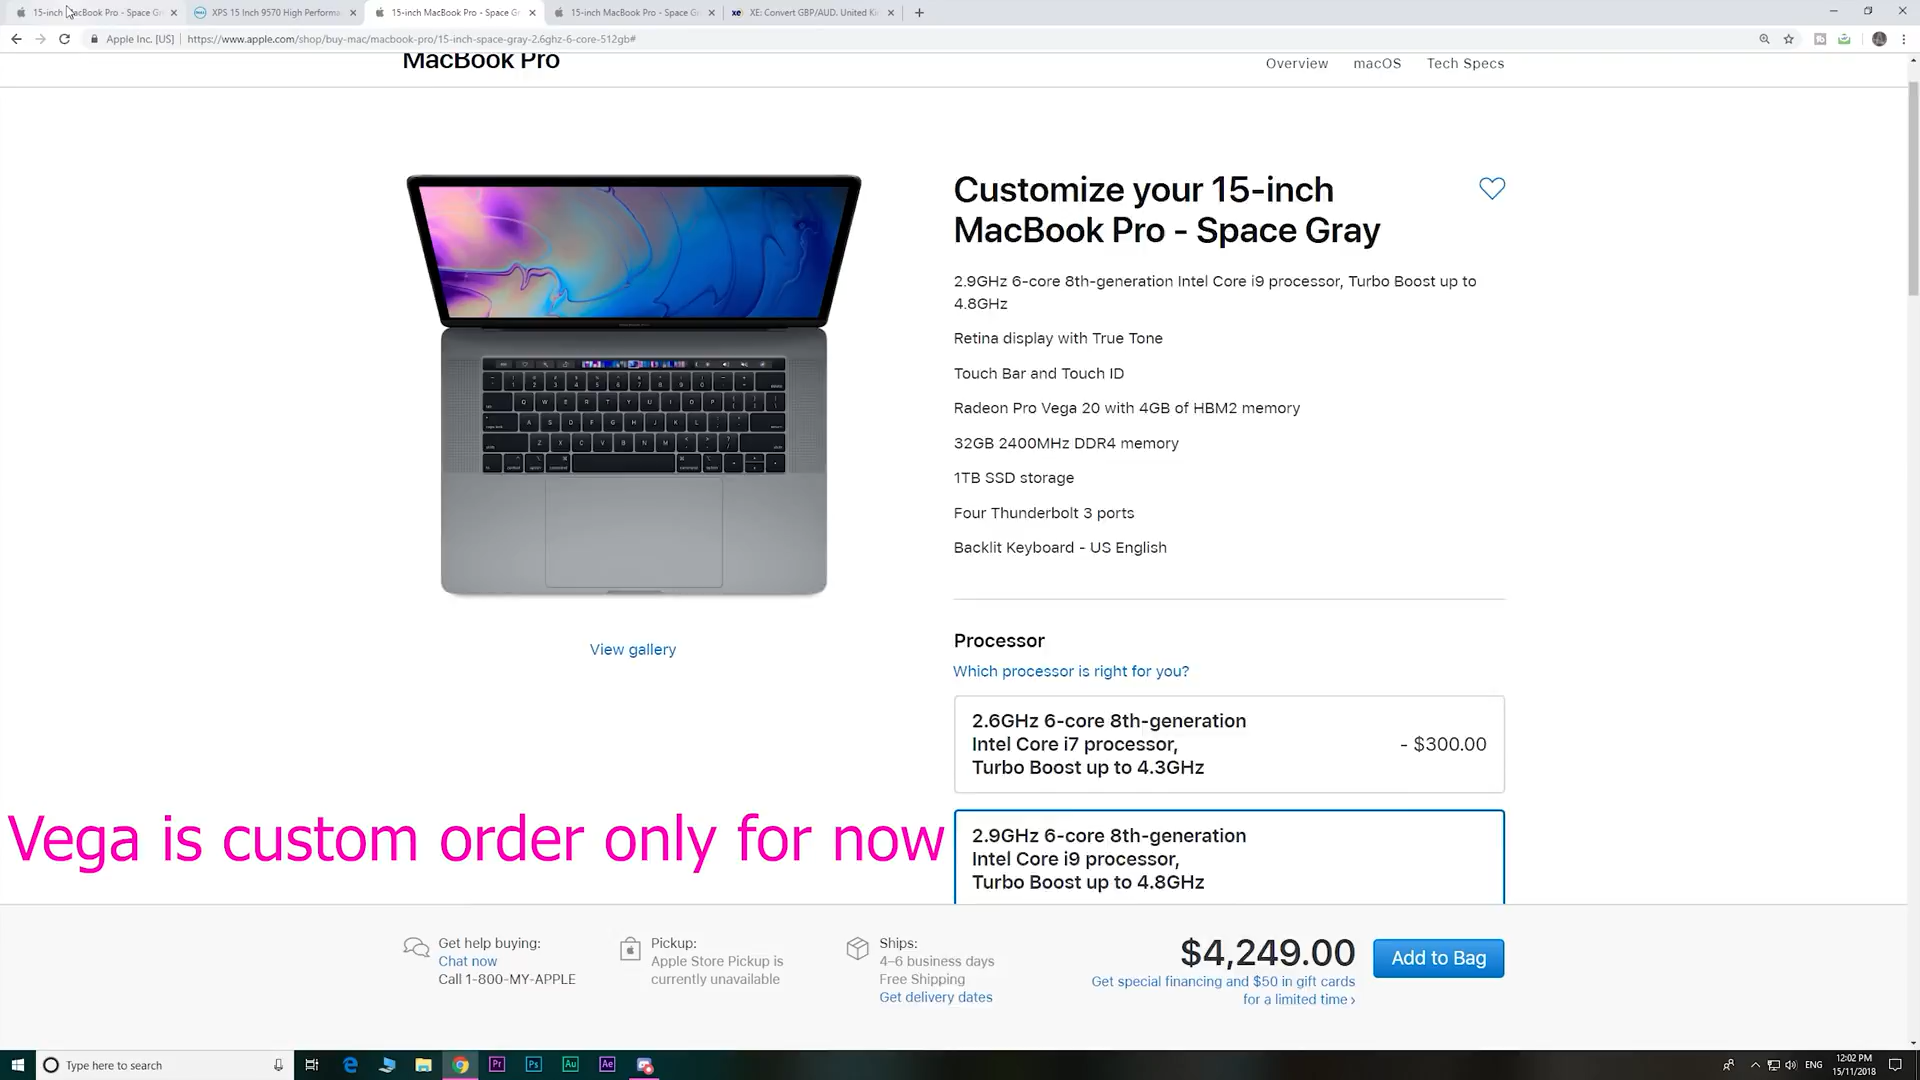 15-inch MacBook Pro - Space Gr
XPS 15 Inch 9570 High Performa
15-inch MacBook Pro - Space G
15-inch MacBook Pro - Space G
XE: Convert GBP/AUD. United Ki
Apple Inc. [US]
https://www.apple.com/shop/buy-mac/macbook-pro/15-inch-space-gray-2.6ghz-6-core-512gb#
MacBook Pro
Overview macOS Tech Specs
Customize your 15-inch
MacBook Pro - Space Gray
2.9GHz 6-core 8th-generation Intel Core i9 processor, Turbo Boost up to
4.8GHz
Retina display with True Tone
Touch Bar and Touch ID
Radeon Pro Vega 20 with 4GB of HBM2 memory
32GB 2400MHz DDR4 memory
1TB SSD storage
Four Thunderbolt 3 ports
Backlit Keyboard - US English
View gallery
Processor
Which processor is right for you?
2.6GHz 6-core 8th-generation
Intel Core i7 processor,
Turbo Boost up to 4.3GHz
- $300.00
2.9GHz 6-core 8th-generation
Intel Core i9 processor,
Turbo Boost up to 4.8GHz
Vega is custom order only for now
Get help buying:
Chat now
Call 1-800-MY-APPLE
Pickup:
Apple Store Pickup is
currently unavailable
Ships:
4–6 business days
Free Shipping
Get delivery dates
$4,249.00
Get special financing and $50 in gift cards
for a limited time ›
Add to Bag
Type here to search
Pr
Ps
Au
Ae
ENG
12:02 PM
15/11/2018